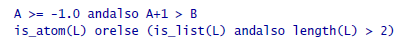 A >= -1.0 andalso A+1 > B
is_atom(L) orelse (is_list(L) andalso length(L) > 2)